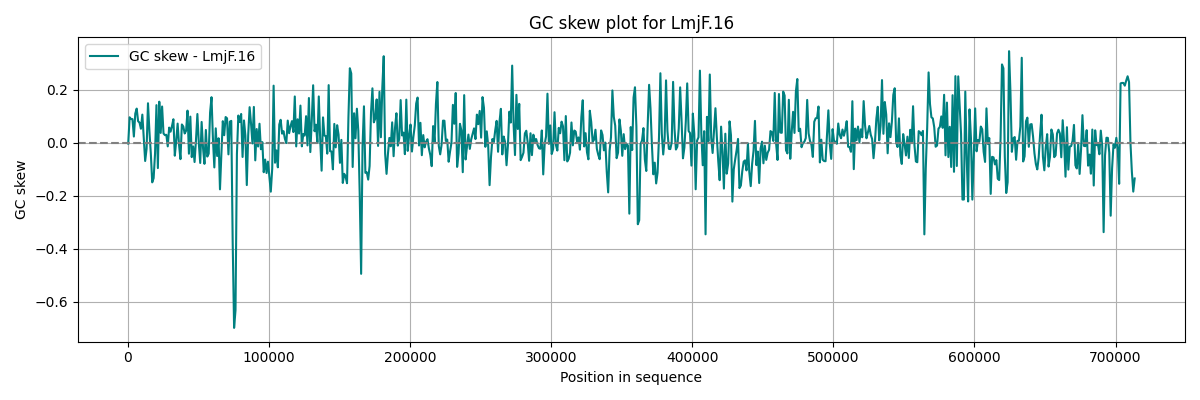 GC skew plot for LmjF.16
GC skew - LmjF.16
GC skew
0.2
0.0
−0.2
−0.4
−0.6
0 100000 200000 300000 400000 500000 600000 700000
Position in sequence